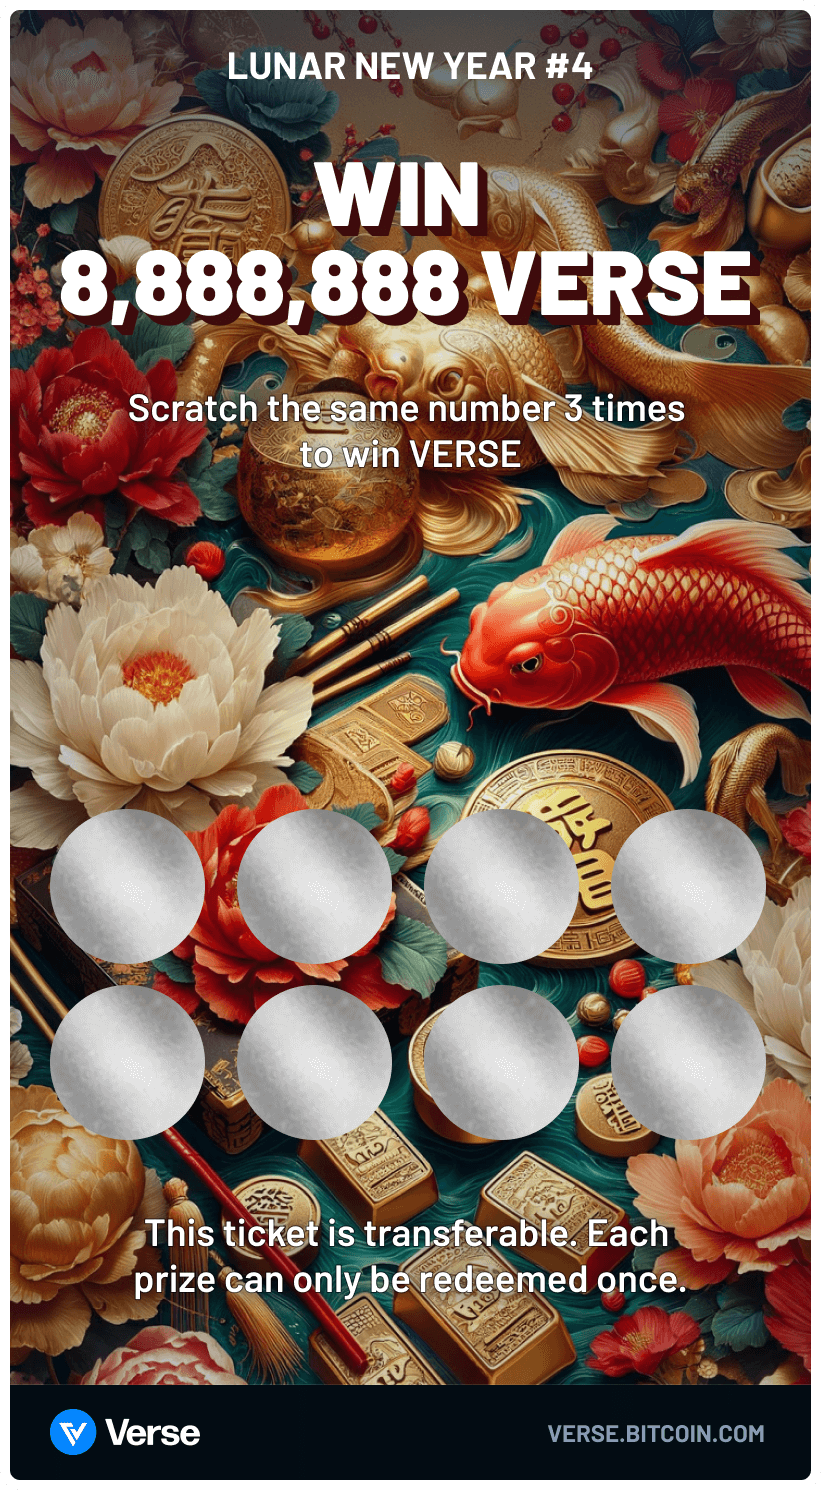 LUNAR NEW YEAR #4
WIN
8,888,888 VERSE
Scratch the same number 3 times
to win VERSE
This ticket is transferable. Each
prize can only be redeemed once.
Verse
VERSE.BITCOIN.COM